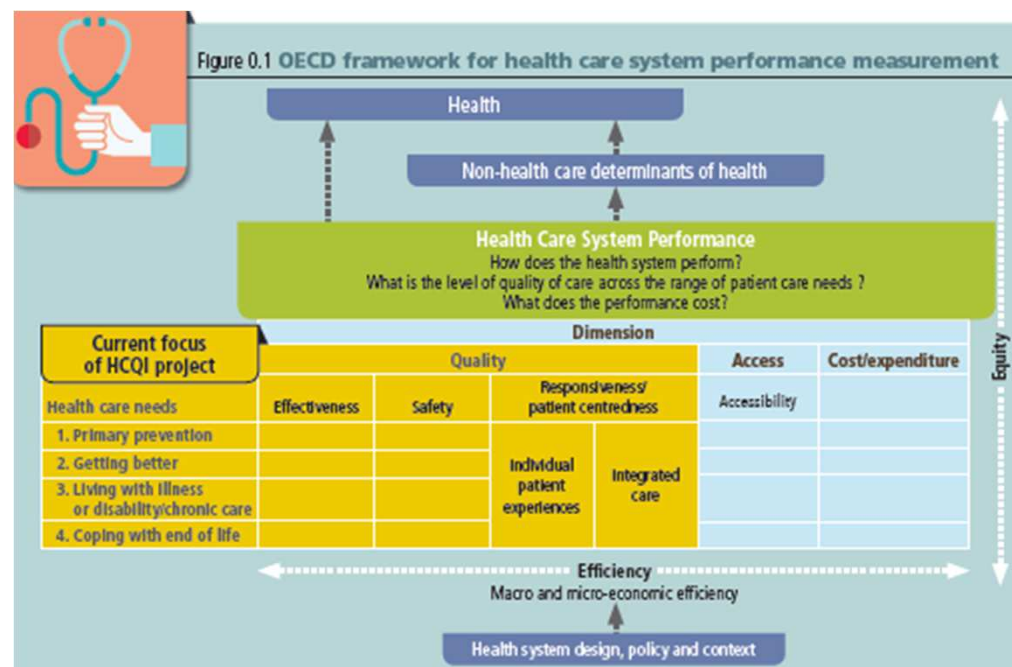 Figure 0.1 OECD framework for health care system performance measurement
Health
Non-health care determinants of health
Health Care System Performance
How does the health system perform?
What is the level of quality of care across the range of patient care needs ?
What does the performance cost?
Dimension
Current focus
of HCQI project
Quality
Access
Cost/expenditure
Health care needs
Effectiveness
Safety
Responsiveness/
patient centredness
Accessibility
1. Primary prevention
2. Getting better
3. Living with illness
or disability/chronic care
4. Coping with end of life
Individual
patient
experiences
Integrated
care
Equity
Efficiency
Macro and micro-economic efficiency
Health system design, policy and context